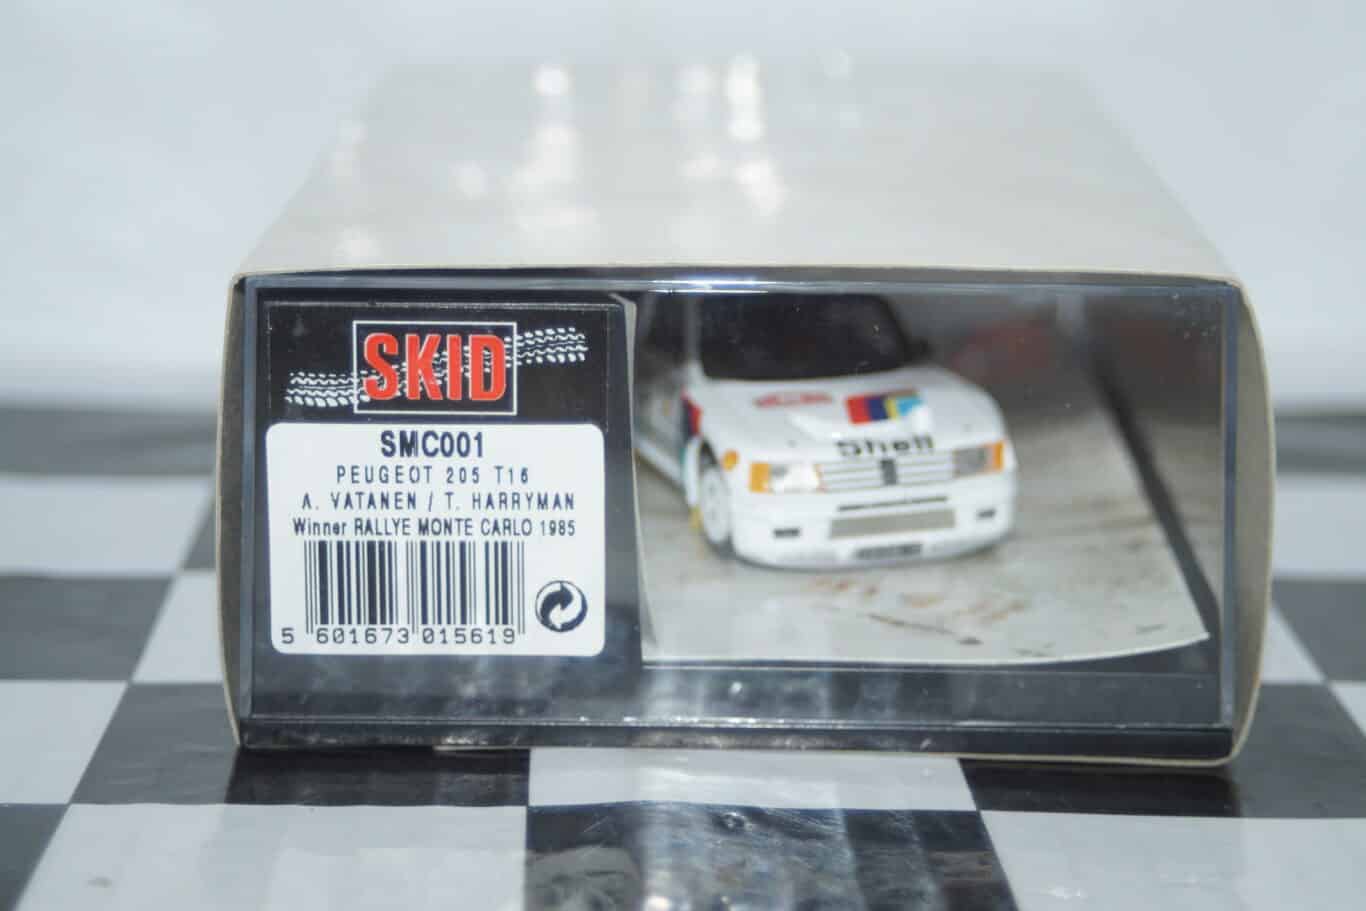 SKID
SMC001
PEUGEOT 205 T16
A. VATANEN / T. HARRYMAN
Winner RALLYE MONTE CARLO 1985
5 601673 015619
Shell